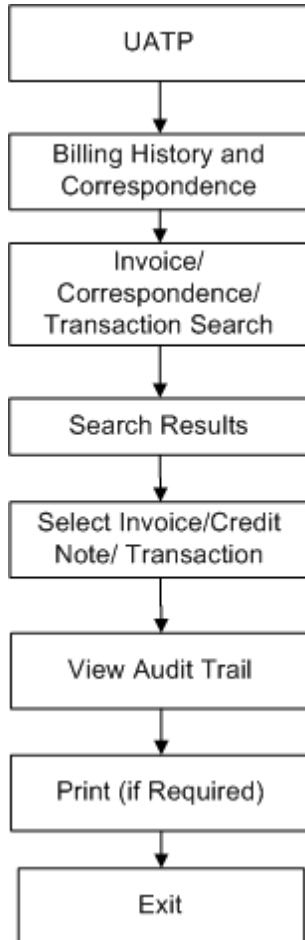 UATP
Billing History and
Correspondence
Invoice/
Correspondence/
Transaction Search
Search Results
Select Invoice/Credit
Note/ Transaction
View Audit Trail
Print (if Required)
Exit